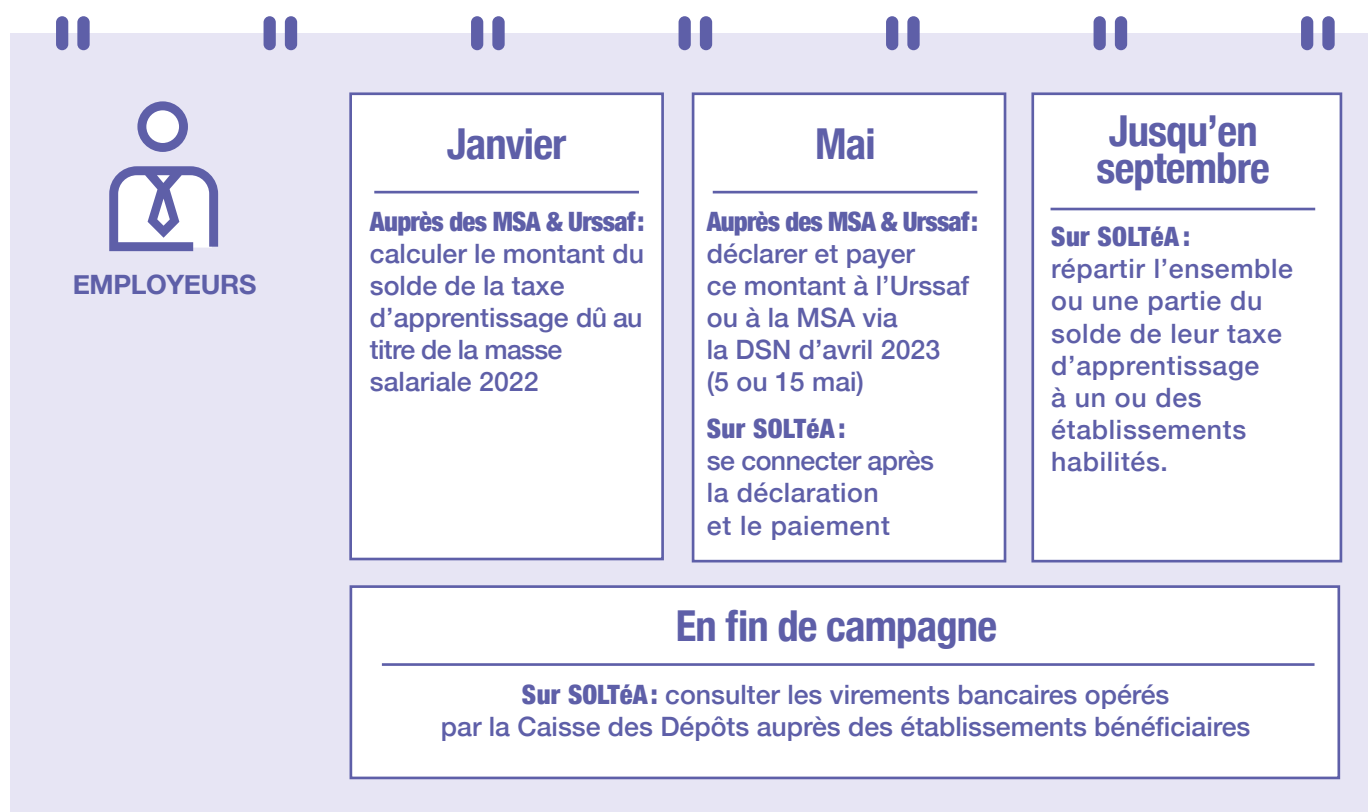 EMPLOYEURS
Janvier
Auprès des MSA & Urssaf :
calculer le montant du
solde de la taxe
d’apprentissage dû au
titre de la masse
salariale 2022
Mai
Auprès des MSA & Urssaf :
déclarer et payer
ce montant à l’Urssaf
ou à la MSA via
la DSN d’avril 2023
(5 ou 15 mai)
Sur SOLTéA :
se connecter après
la déclaration
et le paiement
Jusqu’en
septembre
Sur SOLTéA :
répartir l’ensemble
ou une partie du
solde de leur taxe
d’apprentissage
à un ou des
établissements
habilités.
En fin de campagne
Sur SOLTéA : consulter les virements bancaires opérés
par la Caisse des Dépôts auprès des établissements bénéficiaires